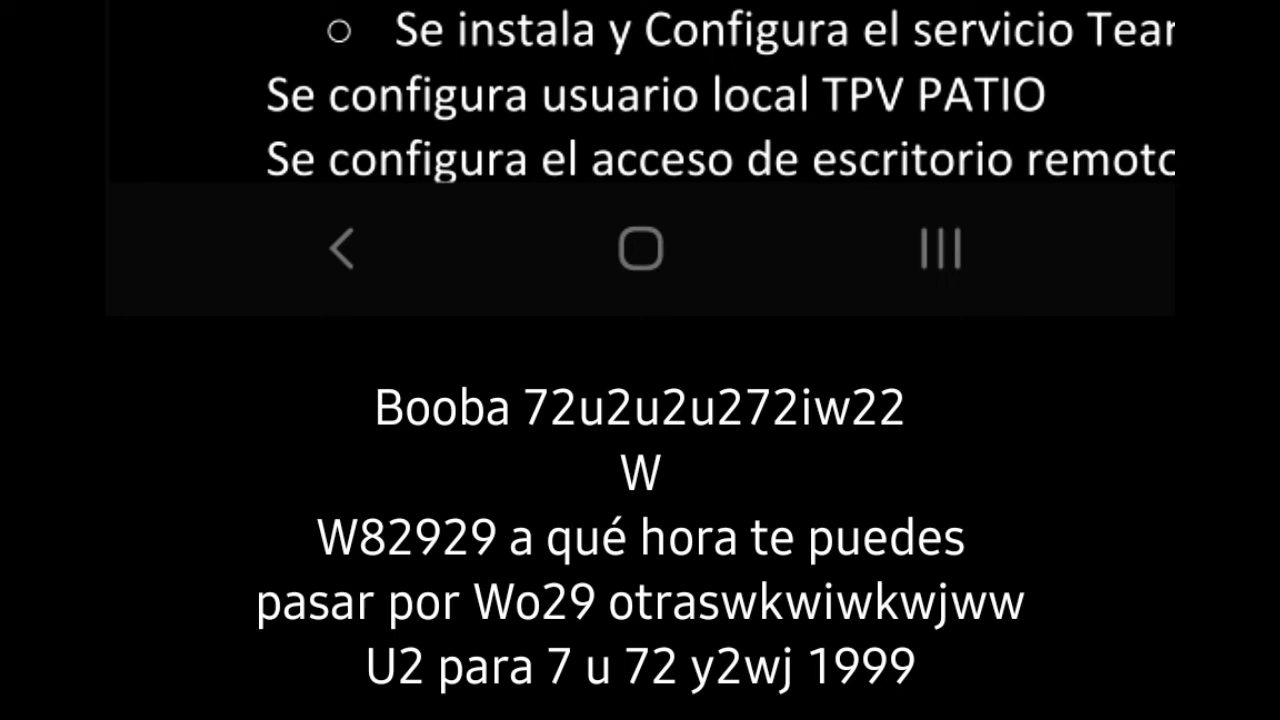 Se instala y Configura el servicio
Se configura usuario local TPV PATIO
Se configura el acceso de escritorio remoto
Booba 72u2u2u272iw22
W
W82929 a qué hora te puedes
pasar por Wo29 otraswkwiwkwjww
U2 para 7 u 72 y2wj 1999